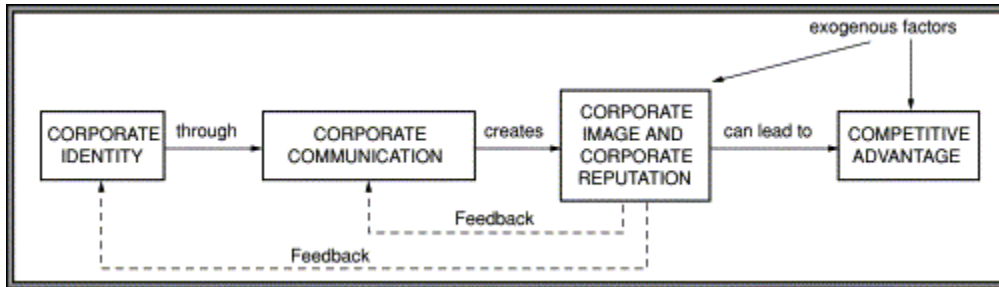 exogenous factors
CORPORATE
IDENTITY
through
CORPORATE
COMMUNICATION
creates
CORPORATE
IMAGE AND
CORPORATE
REPUTATION
can lead to
COMPETITIVE
ADVANTAGE
Feedback
Feedback